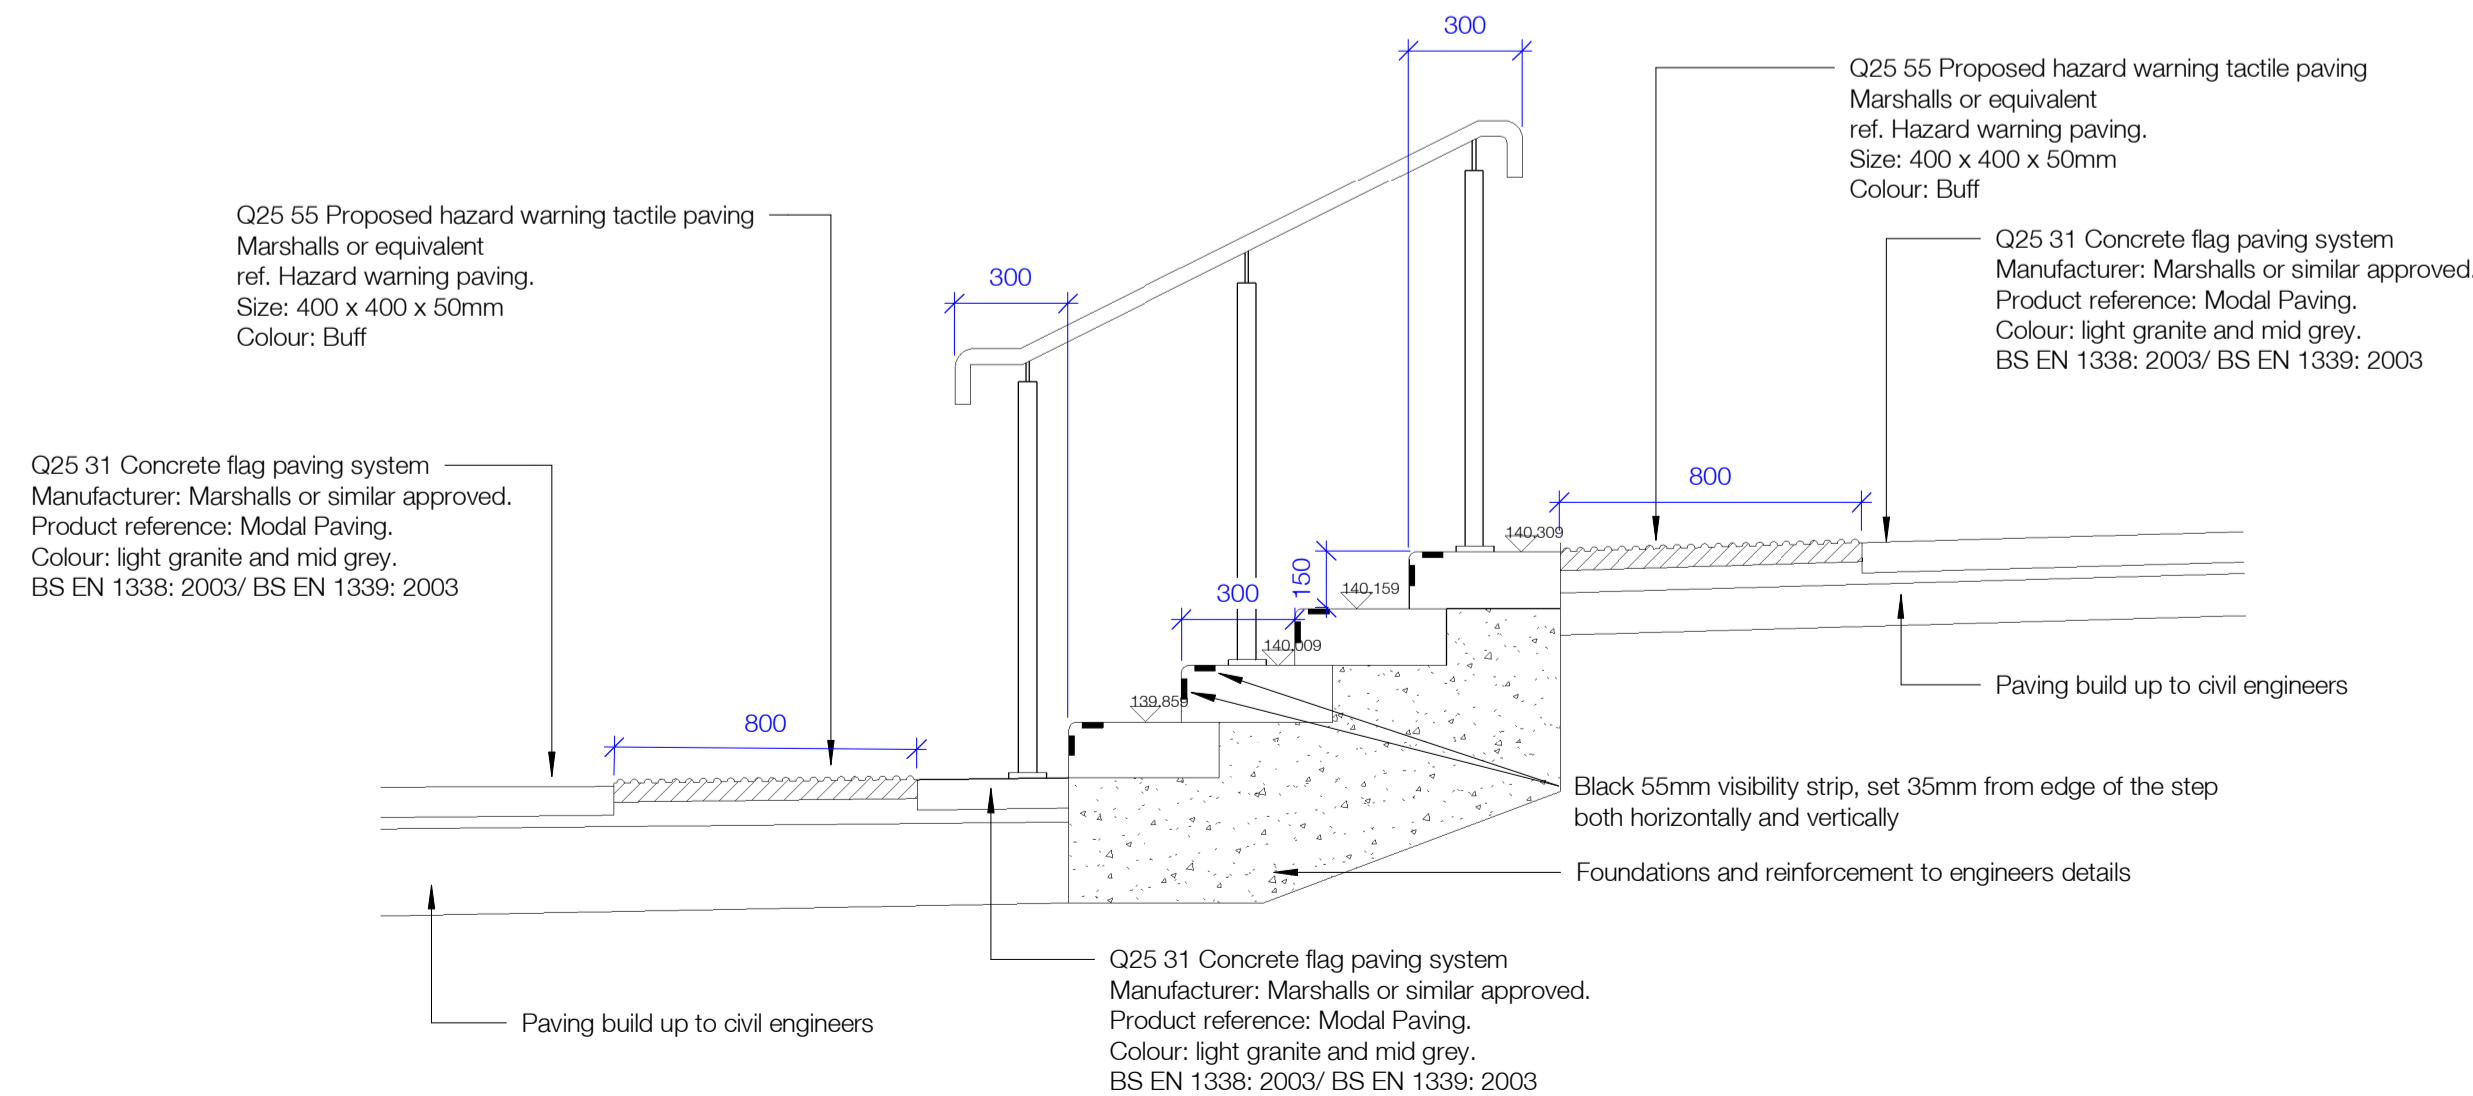 300
Q25 55 Proposed hazard warning tactile paving
Marshalls or equivalent
ref. Hazard warning paving.
Size: 400 x 400 x 50mm
Colour: Buff
Q25 55 Proposed hazard warning tactile paving
Marshalls or equivalent
ref. Hazard warning paving.
Size: 400 x 400 x 50mm
Colour: Buff
Q25 31 Concrete flag paving system
Manufacturer: Marshalls or similar approved.
Product reference: Modal Paving.
Colour: light granite and mid grey.
BS EN 1338: 2003/ BS EN 1339: 2003
300
Q25 31 Concrete flag paving system
Manufacturer: Marshalls or similar approved.
Product reference: Modal Paving.
Colour: light granite and mid grey.
BS EN 1338: 2003/ BS EN 1339: 2003
800
140.309
150
140.159
300
140.009
139.859
800
Paving build up to civil engineers
Black 55mm visibility strip, set 35mm from edge of the step
both horizontally and vertically
Foundations and reinforcement to engineers details
Q25 31 Concrete flag paving system
Manufacturer: Marshalls or similar approved.
Product reference: Modal Paving.
Colour: light granite and mid grey.
BS EN 1338: 2003/ BS EN 1339: 2003
Paving build up to civil engineers